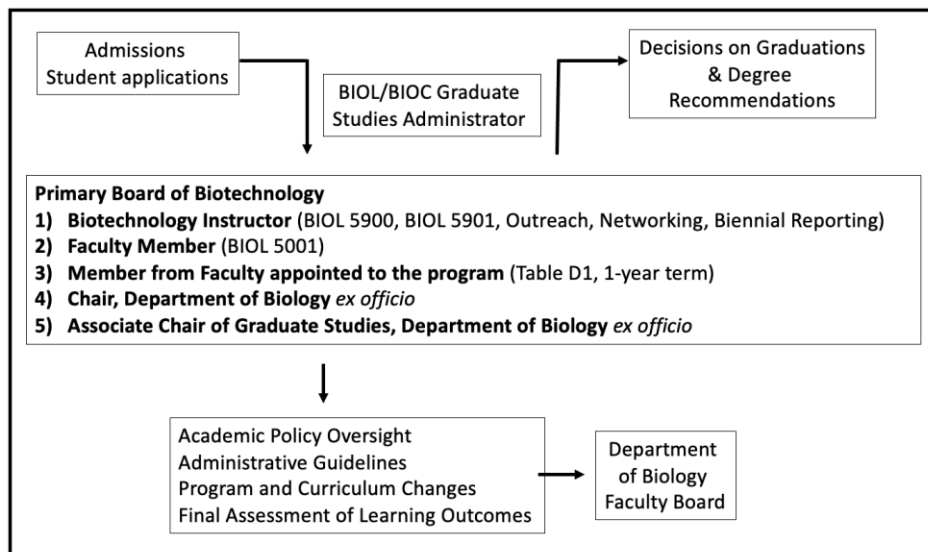 Admissions
Student applications
BIOL/BIOC Graduate
Studies Administrator
Decisions on Graduations
& Degree
Recommendations
Primary Board of Biotechnology
1) Biotechnology Instructor (BIOL 5900, BIOL 5901, Outreach, Networking, Biennial Reporting)
2) Faculty Member (BIOL 5001)
3) Member from Faculty appointed to the program (Table D1, 1-year term)
4) Chair, Department of Biology ex officio
5) Associate Chair of Graduate Studies, Department of Biology ex officio
Academic Policy Oversight
Administrative Guidelines
Program and Curriculum Changes
Final Assessment of Learning Outcomes
Department
of Biology
Faculty Board